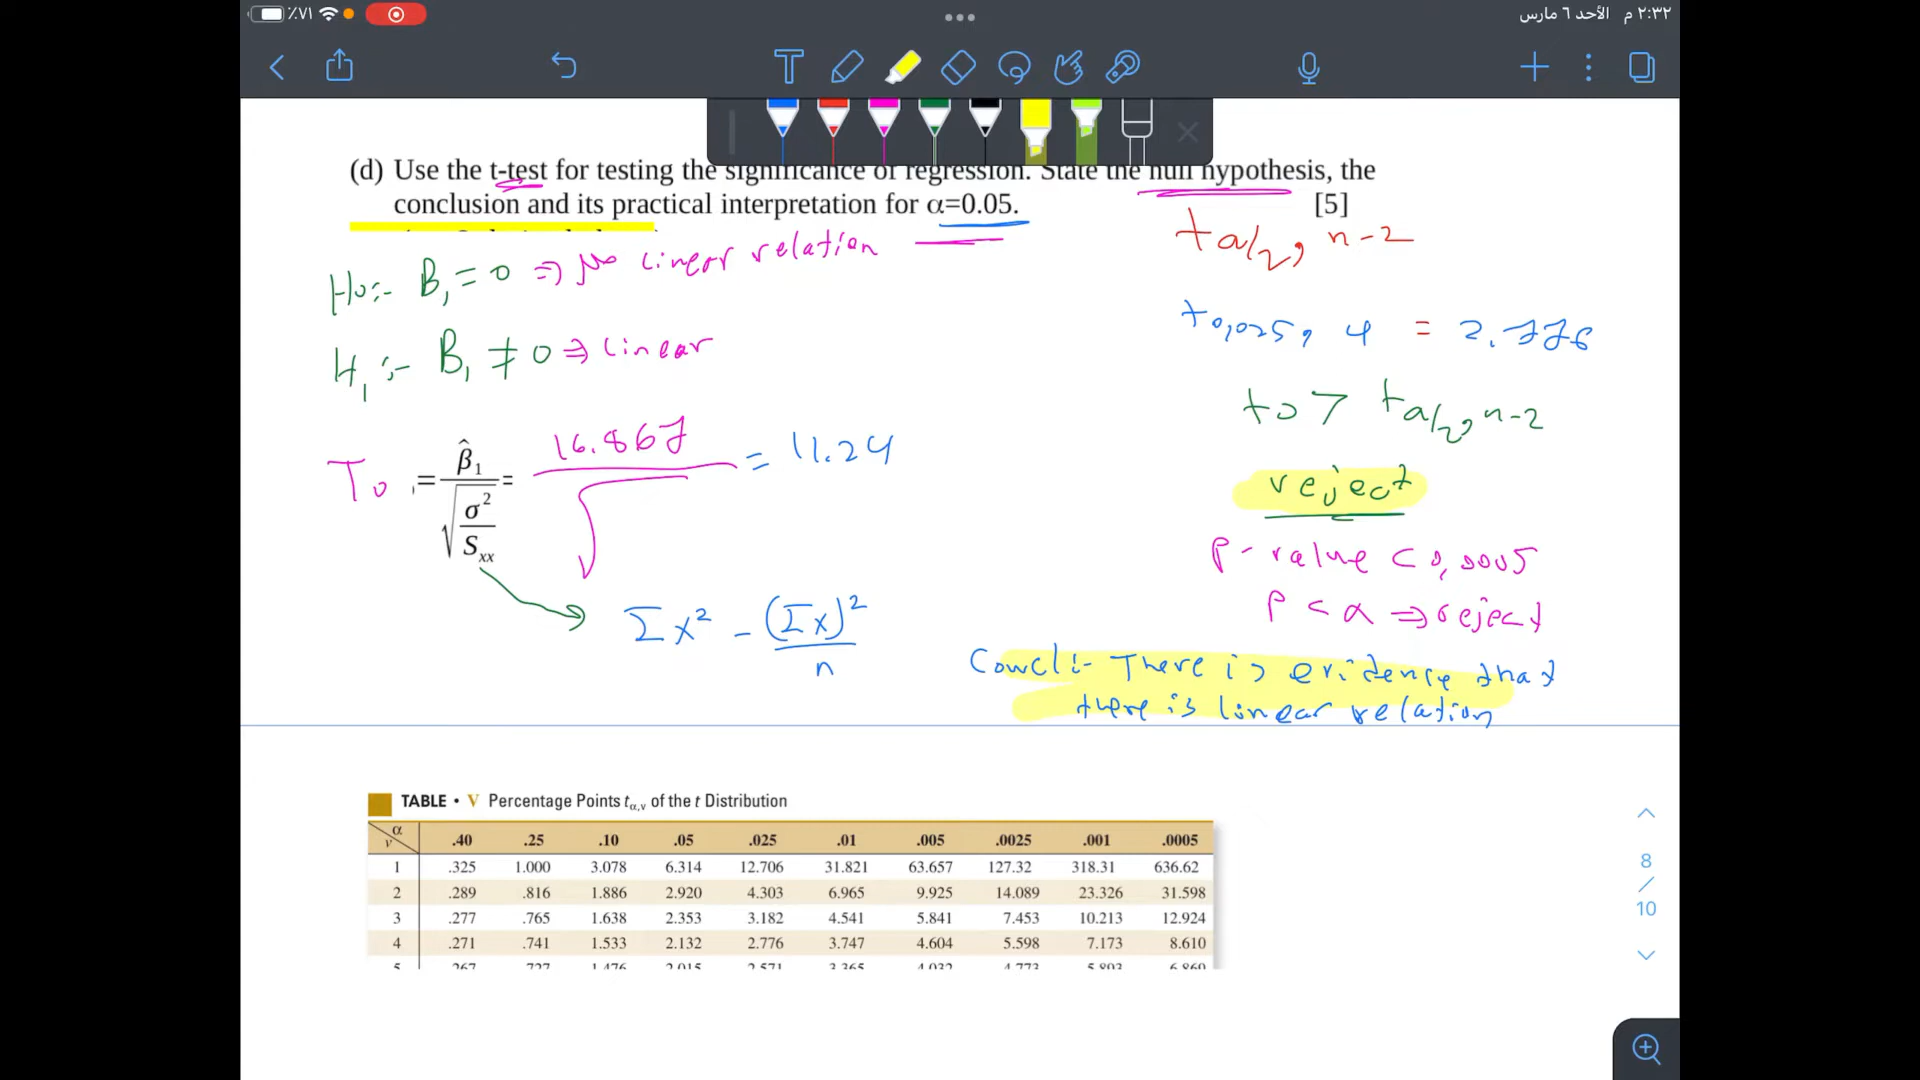 ٪٧١
٢:٣٢ م الأحد ٦ مارس
(d) Use the t-test for testing the significance of regression. State the null hypothesis, the
conclusion and its practical interpretation for α=0.05. [5]
H0:- B1 = 0 ⇒ No linear relation
H1:- B1 ≠ 0 ⇒ Linear
T0 = β̂1 / √(σ²/Sxx) = 16.867 / √ = 11.24
Σx² - (Σx)²/n
tα/2, n-2
t0,025, 4 = 2.776
t0 > tα/2, n-2
reject
P-value < 0,0005
P < α ⇒ reject
Concl:- There is evidence that
there is linear relation
TABLE • V Percentage Points tα,ν of the t Distribution
α
ν .40 .25 .10 .05 .025 .01 .005 .0025 .001 .0005
1 .325 1.000 3.078 6.314 12.706 31.821 63.657 127.32 318.31 636.62
2 .289 .816 1.886 2.920 4.303 6.965 9.925 14.089 23.326 31.598
3 .277 .765 1.638 2.353 3.182 4.541 5.841 7.453 10.213 12.924
4 .271 .741 1.533 2.132 2.776 3.747 4.604 5.598 7.173 8.610
8
/
10